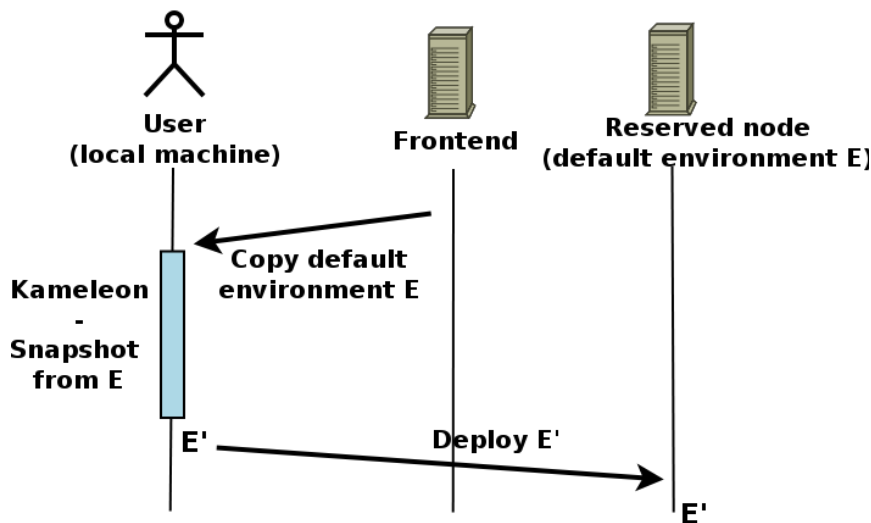 User
(local machine)
Frontend
Reserved node
(default environment E)
Copy default
environment E
Kameleon
-
Snapshot
from E
E'
Deploy E'
E'